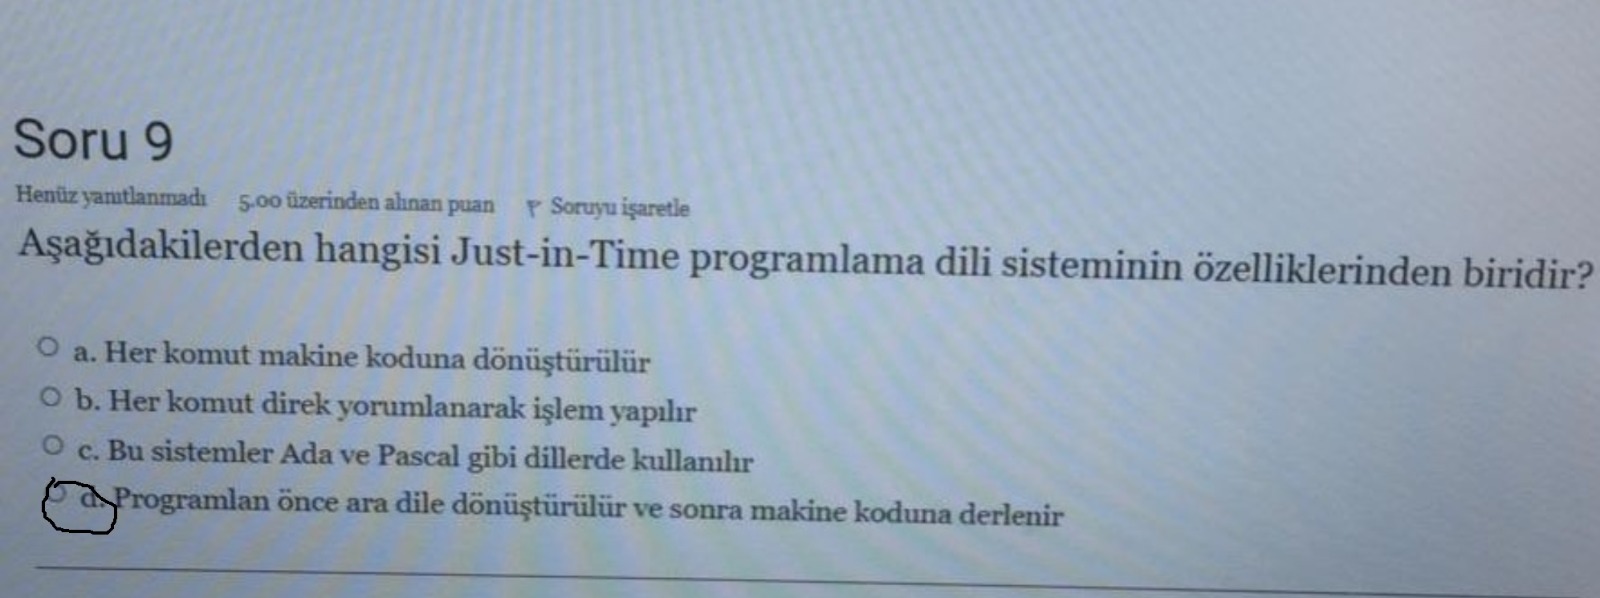 Soru 9
Henüz yanıtlanmadı 5.00 üzerinden alınan puan Soruyu işaretle
Aşağıdakilerden hangisi Just-in-Time programlama dili sisteminin özelliklerinden biridir?
a. Her komut makine koduna dönüştürülür
b. Her komut direk yorumlanarak işlem yapılır
c. Bu sistemler Ada ve Pascal gibi dillerde kullanılır
d. Programlan önce ara dile dönüştürülür ve sonra makine koduna derlenir